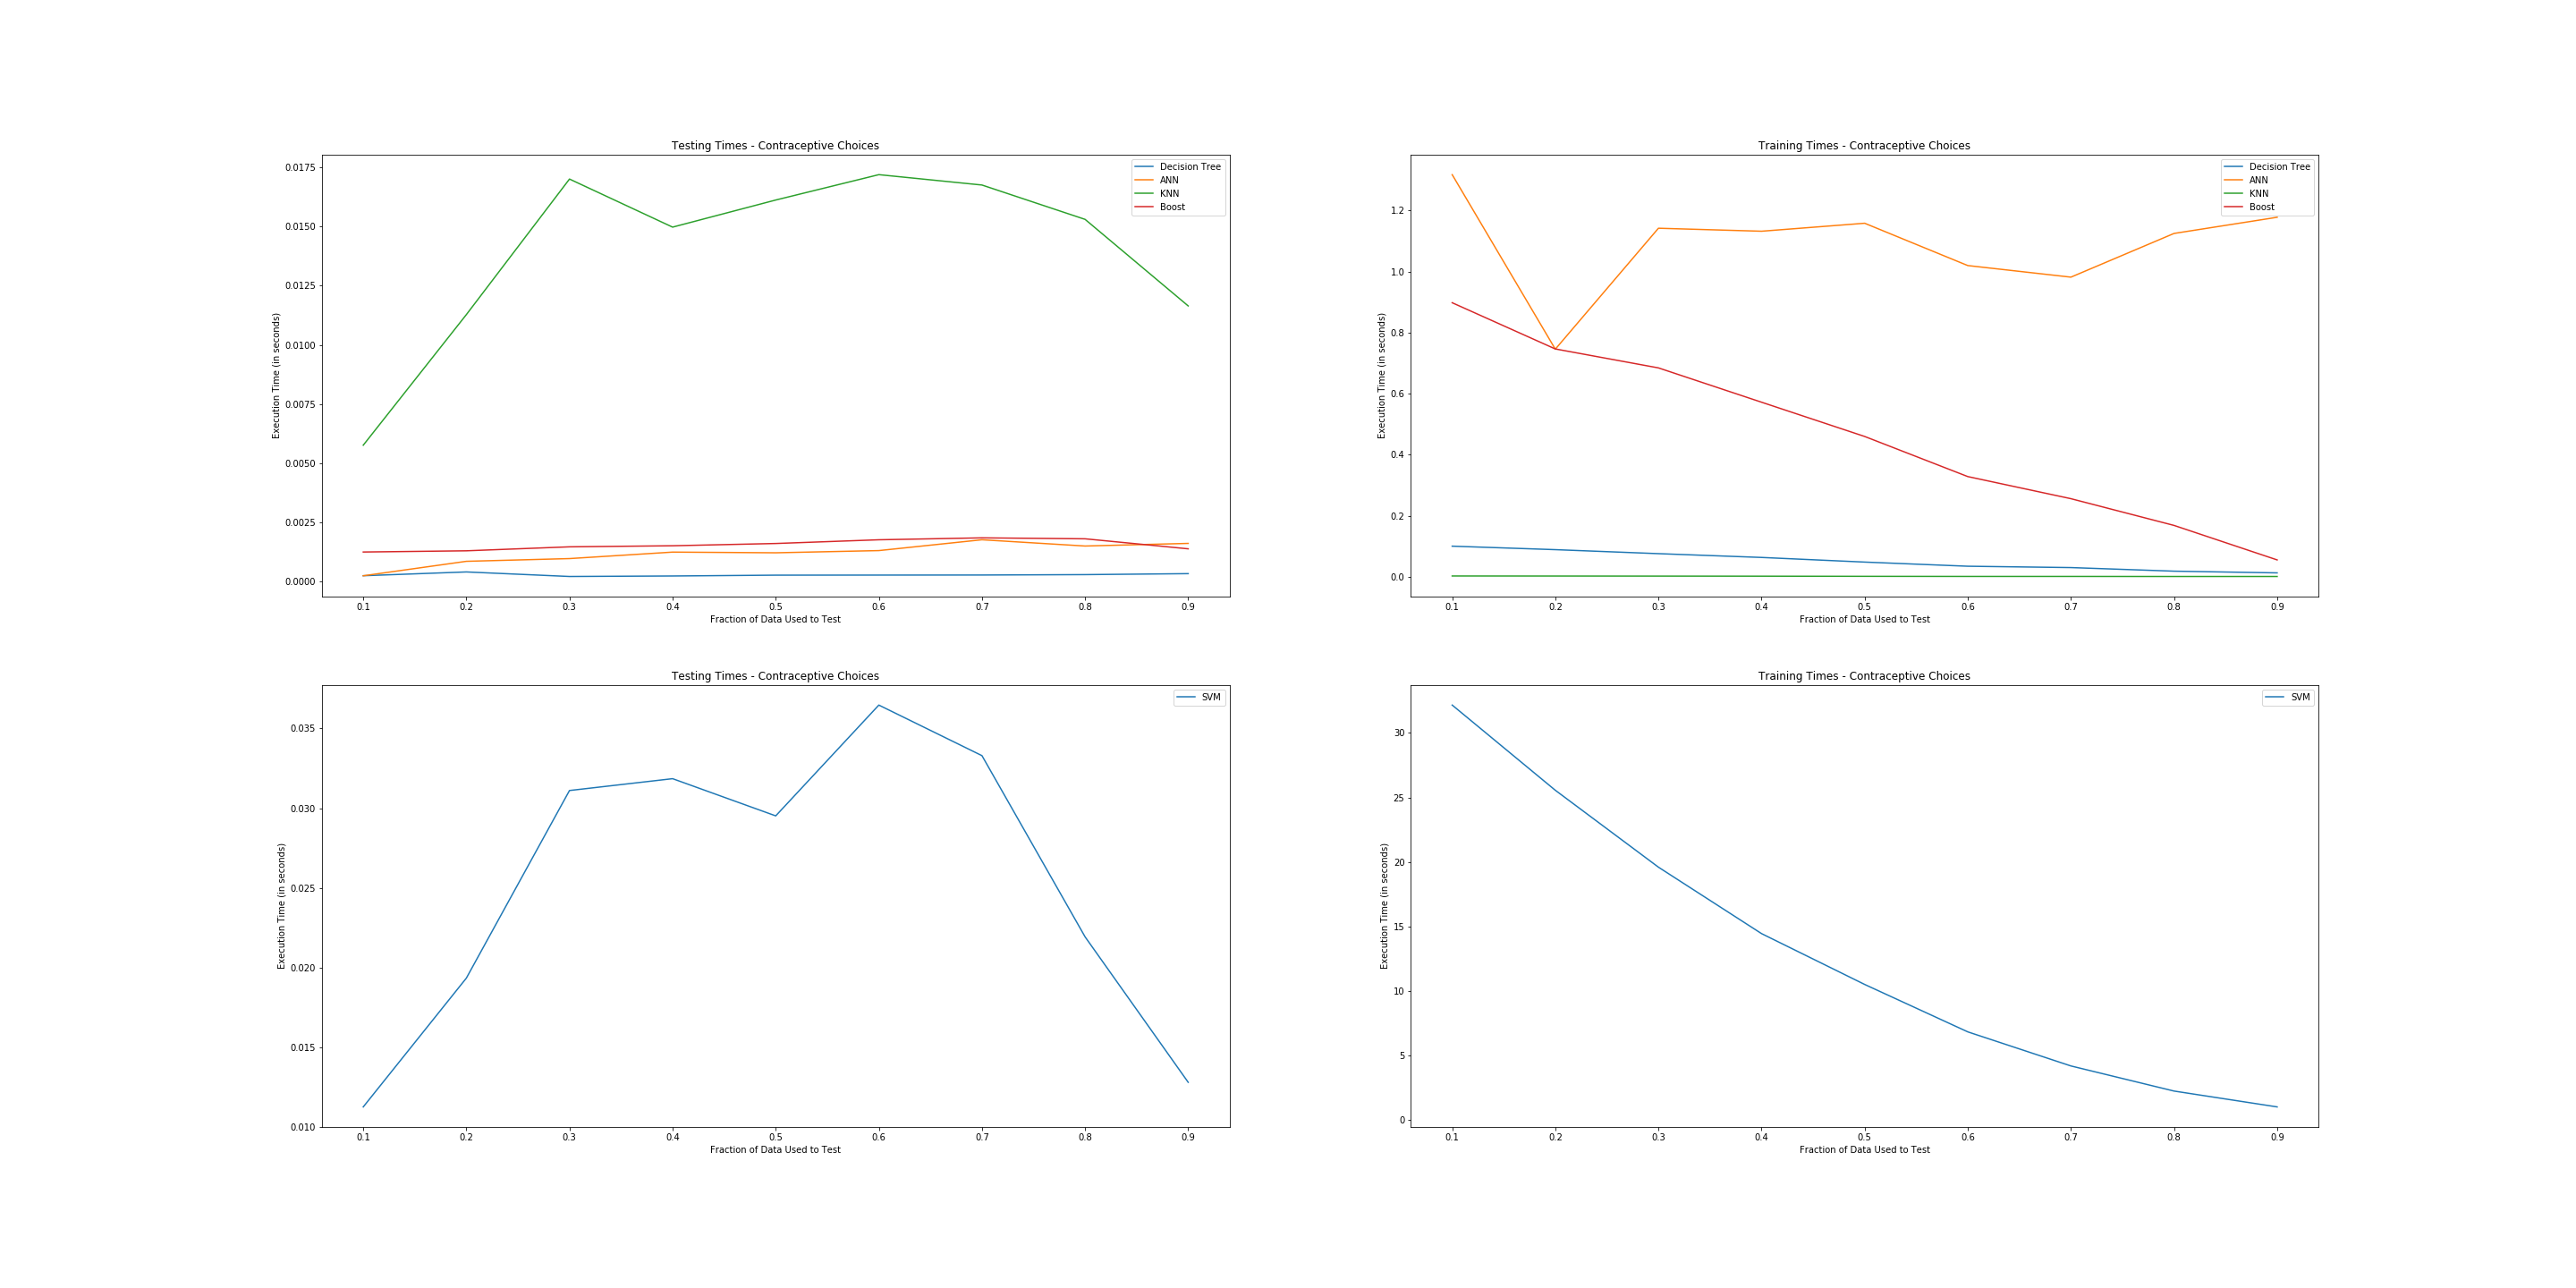 Testing Times - Contraceptive Choices
Execution Time (in seconds)
0.0175
0.0150
0.0125
0.0100
0.0075
0.0050
0.0025
0.0000
Decision Tree
ANN
KNN
Boost
0.1 0.2 0.3 0.4 0.5 0.6 0.7 0.8 0.9
Fraction of Data Used to Test
Training Times - Contraceptive Choices
Execution Time (in seconds)
1.2
1.0
0.8
0.6
0.4
0.2
0.0
Decision Tree
ANN
KNN
Boost
0.1 0.2 0.3 0.4 0.5 0.6 0.7 0.8 0.9
Fraction of Data Used to Test
Testing Times - Contraceptive Choices
Execution Time (in seconds)
0.035
0.030
0.025
0.020
0.015
0.010
SVM
0.1 0.2 0.3 0.4 0.5 0.6 0.7 0.8 0.9
Fraction of Data Used to Test
Training Times - Contraceptive Choices
Execution Time (in seconds)
30
25
20
15
10
5
0
SVM
0.1 0.2 0.3 0.4 0.5 0.6 0.7 0.8 0.9
Fraction of Data Used to Test